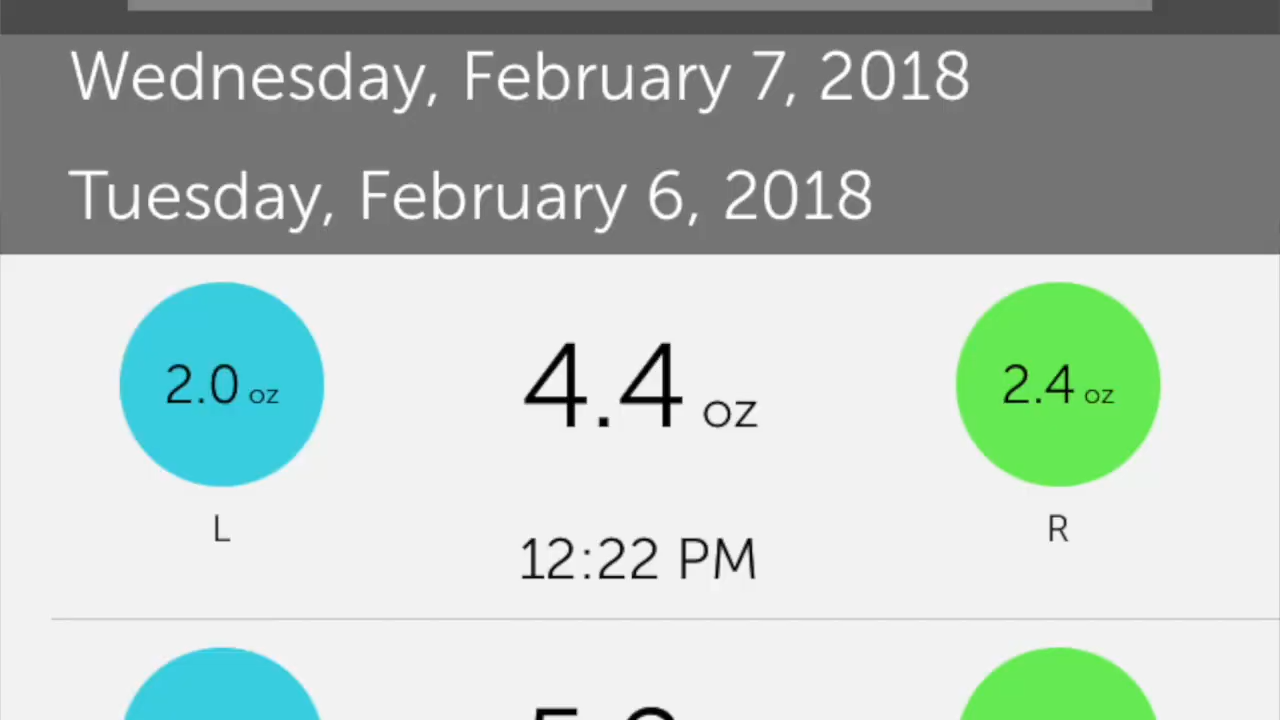 Wednesday, February 7, 2018
Tuesday, February 6, 2018
2.0 oz 4.4 oz 2.4 oz
L R
12:22 PM